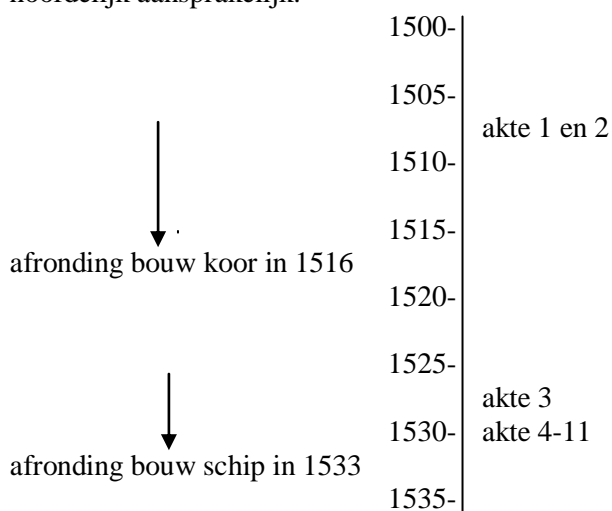 1500-
1505-
akte 1 en 2
1510-
1515-
afronding bouw koor in 1516
1520-
1525-
akte 3
1530- akte 4-11
afronding bouw schip in 1533
1535-